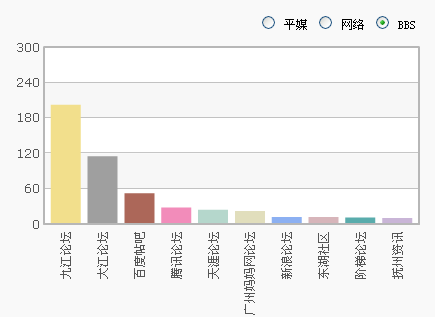 平媒 网络 BBS
300
240
180
120
60
0
九江论坛
大江论坛
百度帖吧
腾讯论坛
天涯论坛
广州妈妈网论坛
新浪论坛
东湖社区
阶梯论坛
抚州资讯